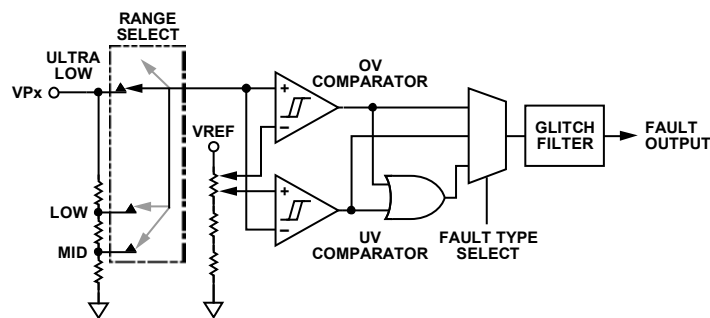 RANGE
SELECT
ULTRA
LOW
VPx
OV
COMPARATOR
+
−
VREF
GLITCH
FILTER
FAULT
OUTPUT
+
−
LOW
MID
UV
COMPARATOR
FAULT TYPE
SELECT